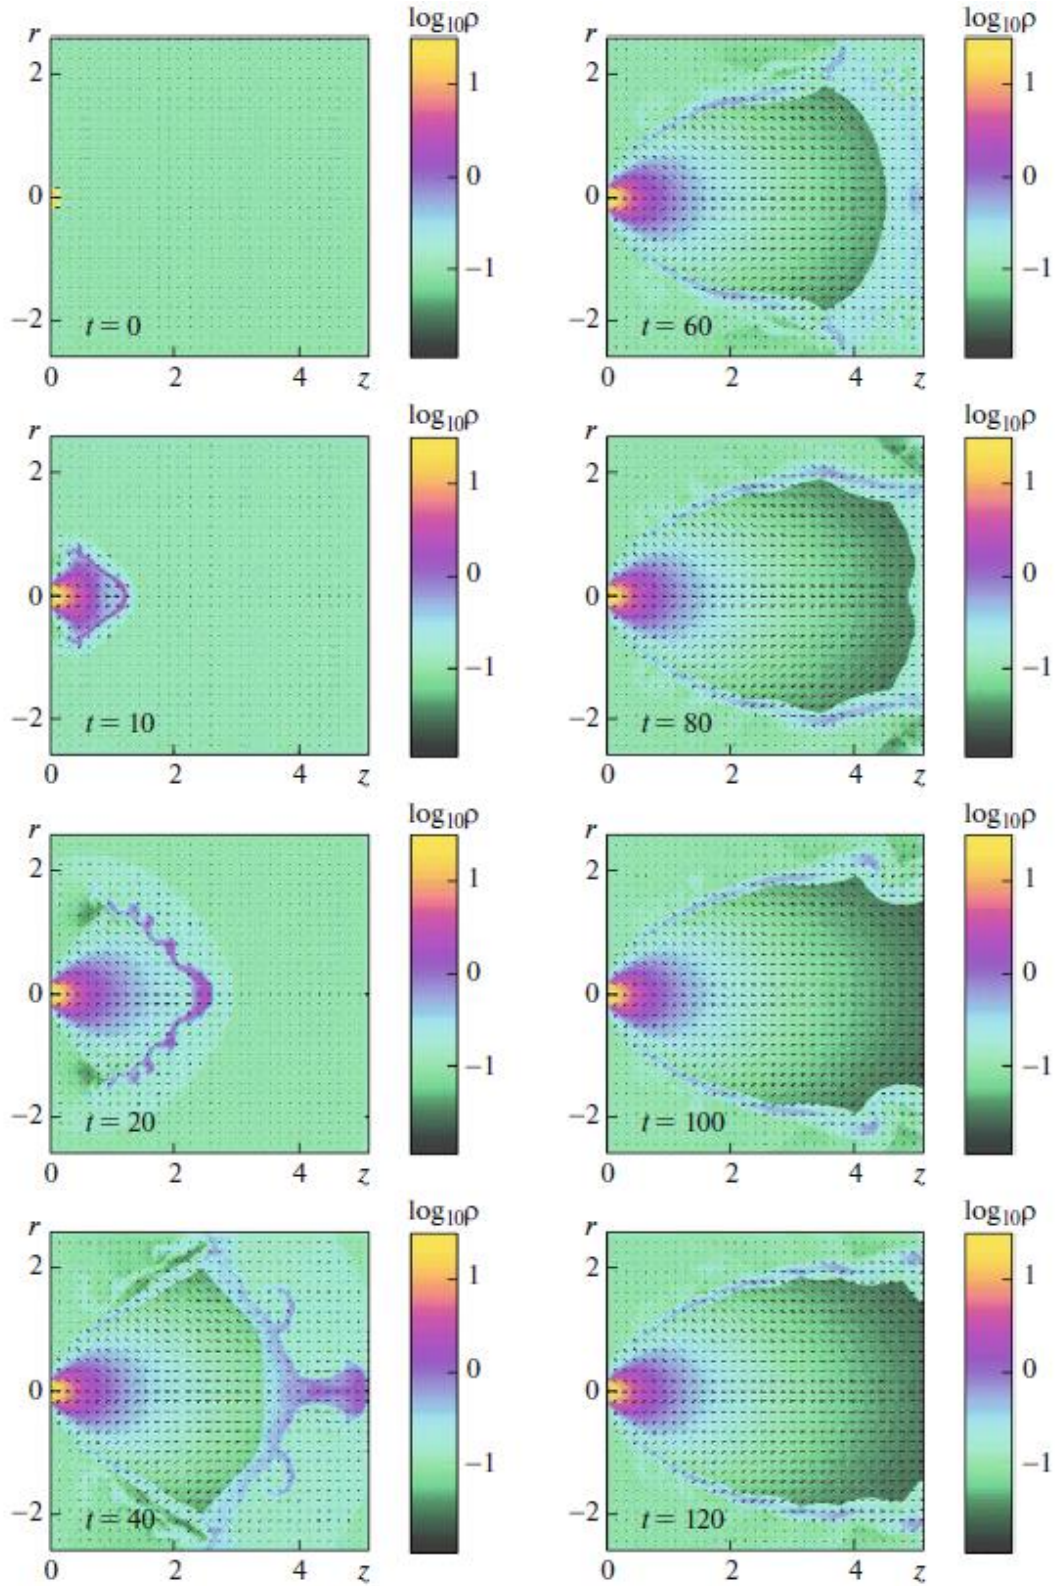 r log₁₀ρ
2 1
0 0
−1
−2 t = 0
0 2 4 z
r log₁₀ρ
2 1
0 0
−1
−2 t = 10
0 2 4 z
r log₁₀ρ
2 1
0 0
−1
−2 t = 20
0 2 4 z
r log₁₀ρ
2 1
0 0
−1
−2 t = 40
0 2 4 z
r log₁₀ρ
2 1
0 0
−1
−2 t = 60
0 2 4 z
r log₁₀ρ
2 1
0 0
−1
−2 t = 80
0 2 4 z
r log₁₀ρ
2 1
0 0
−1
−2 t = 100
0 2 4 z
r log₁₀ρ
2 1
0 0
−1
−2 t = 120
0 2 4 z